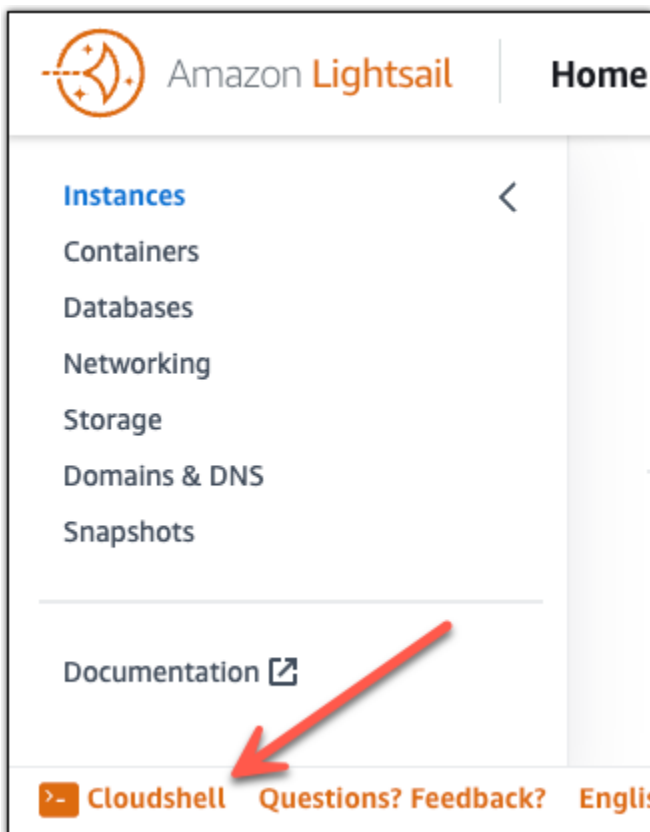 Amazon Lightsail Home
Instances
Containers
Databases
Networking
Storage
Domains & DNS
Snapshots
Documentation
Cloudshell Questions? Feedback?